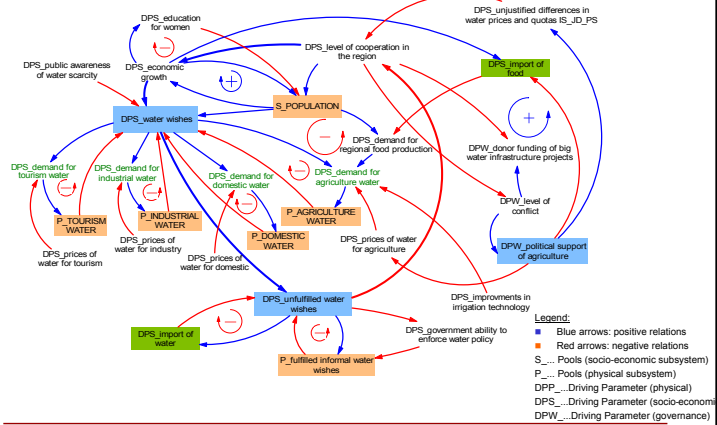 DPS_unjustified differences in
water prices and quotas IS_JD_PS
DPS_education
for women
DPS_level of cooperation in
the region
DPS_public awareness
of water scarcity
DPS_economic
growth
DPS_import of
food
S_POPULATION
DPS_water wishes
DPS_demand for
regional food production
DPW_donor funding of big
water infrastructure projects
DPS_demand for
tourism water
DPS_demand for
industrial water
DPS_demand for
domestic water
DPS_demand for
agriculture water
DPW_level of
conflict
P_TOURISM
WATER
P_INDUSTRIAL
WATER
P_AGRICULTURE
WATER
P_DOMESTIC
WATER
DPS_prices of water
for agriculture
DPW_political support
of agriculture
DPS_prices of
water for tourism
DPS_prices of
water for industry
DPS_prices of
water for domestic
DPS_unfulfilled water
wishes
DPS_improvments in
irrigation technology
DPS_import of
water
DPS_government ability to
enforce water policy
P_fulfilled informal water
wishes
Legend:
Blue arrows: positive relations
Red arrows: negative relations
S_... Pools (socio-economic subsystem)
P_... Pools (physical subsystem)
DPP_...Driving Parameter (physical)
DPS_...Driving Parameter (socio-economi
DPW_...Driving Parameter (governance)